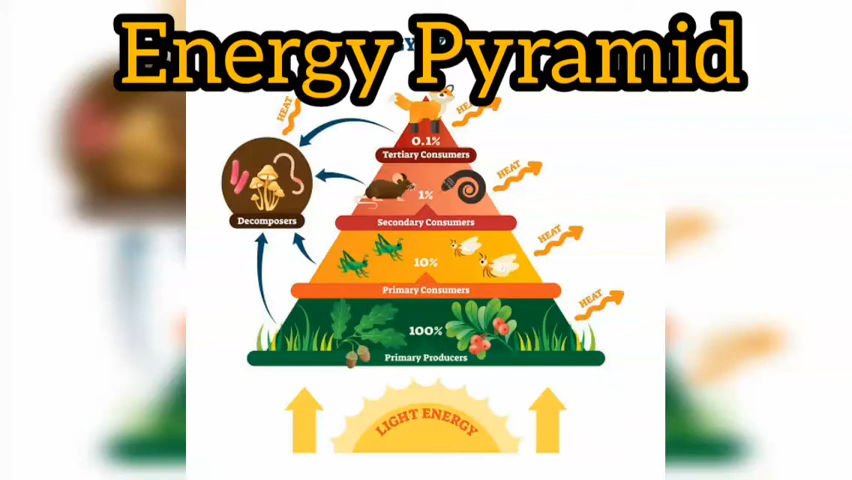 Energy Pyramid
HEAT
0.1%
Tertiary Consumers
HEAT
1%
Secondary Consumers
Decomposers
HEAT
10%
Primary Consumers
HEAT
100%
Primary Producers
LIGHT ENERGY